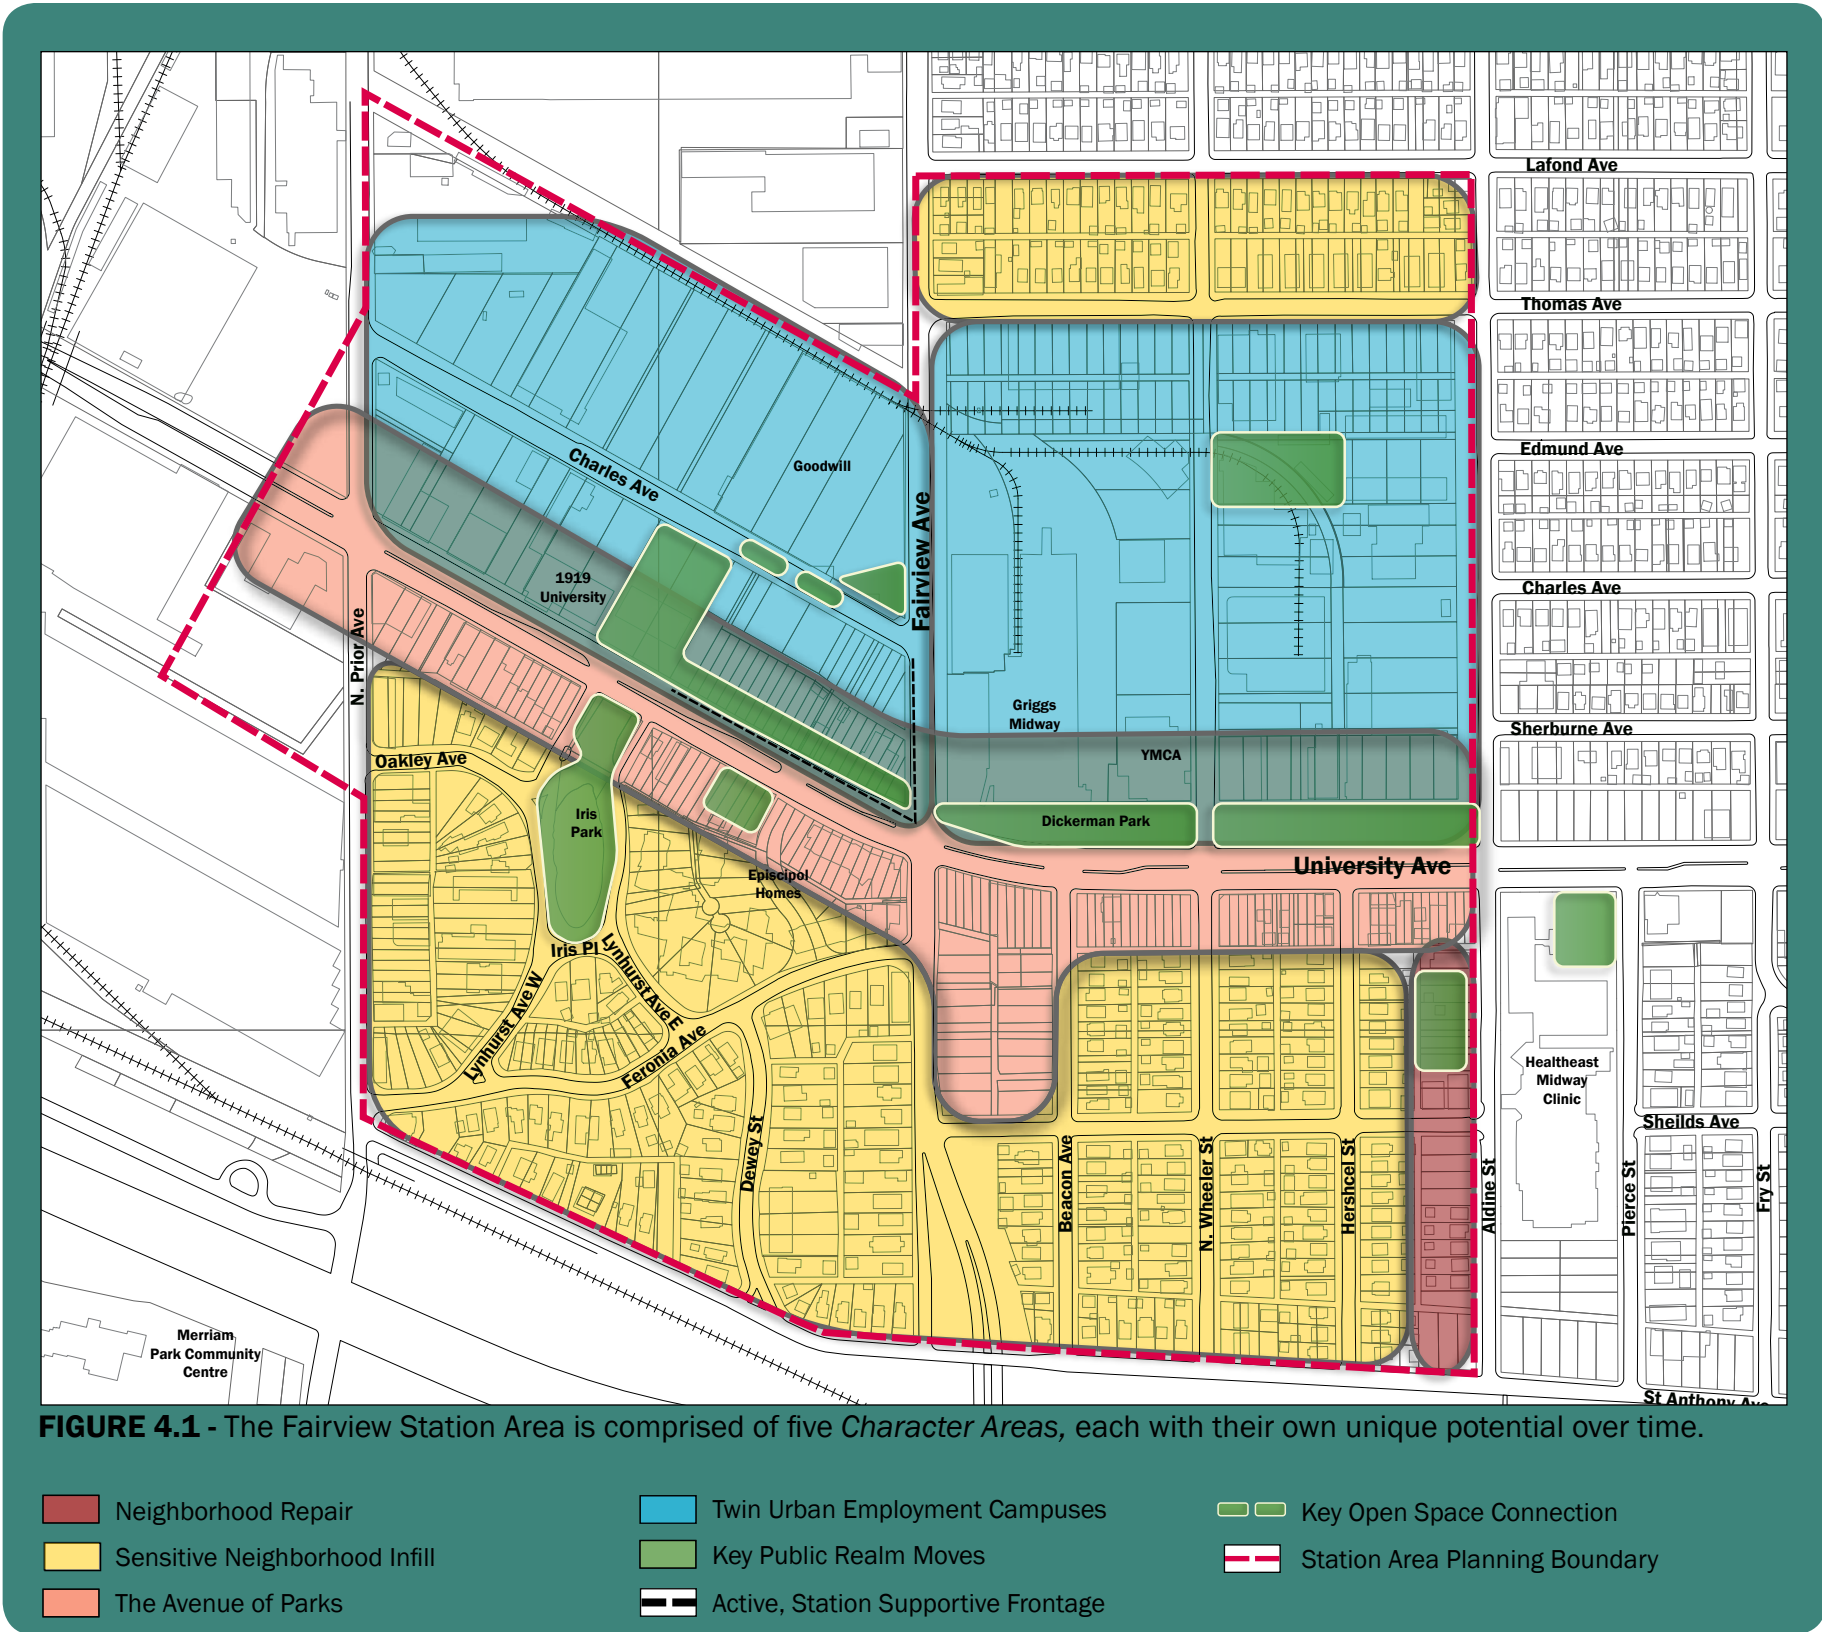 Lafond Ave
Thomas Ave
Edmund Ave
Charles Ave
Goodwill
Fairview Ave
1919
University
Charles Ave
N. Prior Ave
Griggs
Midway
Sherburne Ave
YMCA
Oakley Ave
Iris
Park
Dickerman Park
University Ave
Episcipol
Homes
Iris Pl
Lynhurst Ave W
Lynhurst Ave E
Feronia Ave
Healtheast
Midway
Clinic
Sheilds Ave
Dewey St
Beacon Ave
N. Wheeler St
Hershcel St
Aldine St
Pierce St
Fry St
Merriam
Park Community
Centre
St Anthony Ave
FIGURE 4.1 - The Fairview Station Area is comprised of five Character Areas, each with their own unique potential over time.
Neighborhood Repair
Sensitive Neighborhood Infill
The Avenue of Parks
Twin Urban Employment Campuses
Key Public Realm Moves
Active, Station Supportive Frontage
Key Open Space Connection
Station Area Planning Boundary